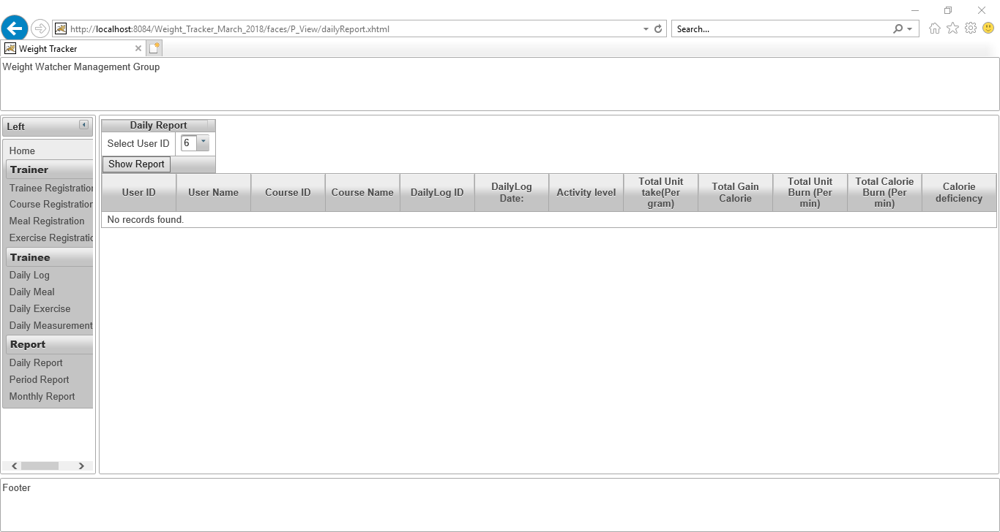 http://localhost:8084/Weight_Tracker_March_2018/faces/P_View/dailyReport.xhtml
Search...
Weight Tracker
Weight Watcher Management Group
Left
Home
Trainer
Trainee Registration
Course Registration
Meal Registration
Exercise Registratic
Trainee
Daily Log
Daily Meal
Daily Exercise
Daily Measurement
Report
Daily Report
Period Report
Monthly Report
Daily Report
Select User ID 6
Show Report
User ID
User Name
Course ID
Course Name
DailyLog ID
DailyLog
Date:
Activity level
Total Unit
take(Per
gram)
Total Gain
Calorie
Total Unit
Burn (Per
min)
Total Calorie
Burn (Per
min)
Calorie
deficiency
No records found.
Footer